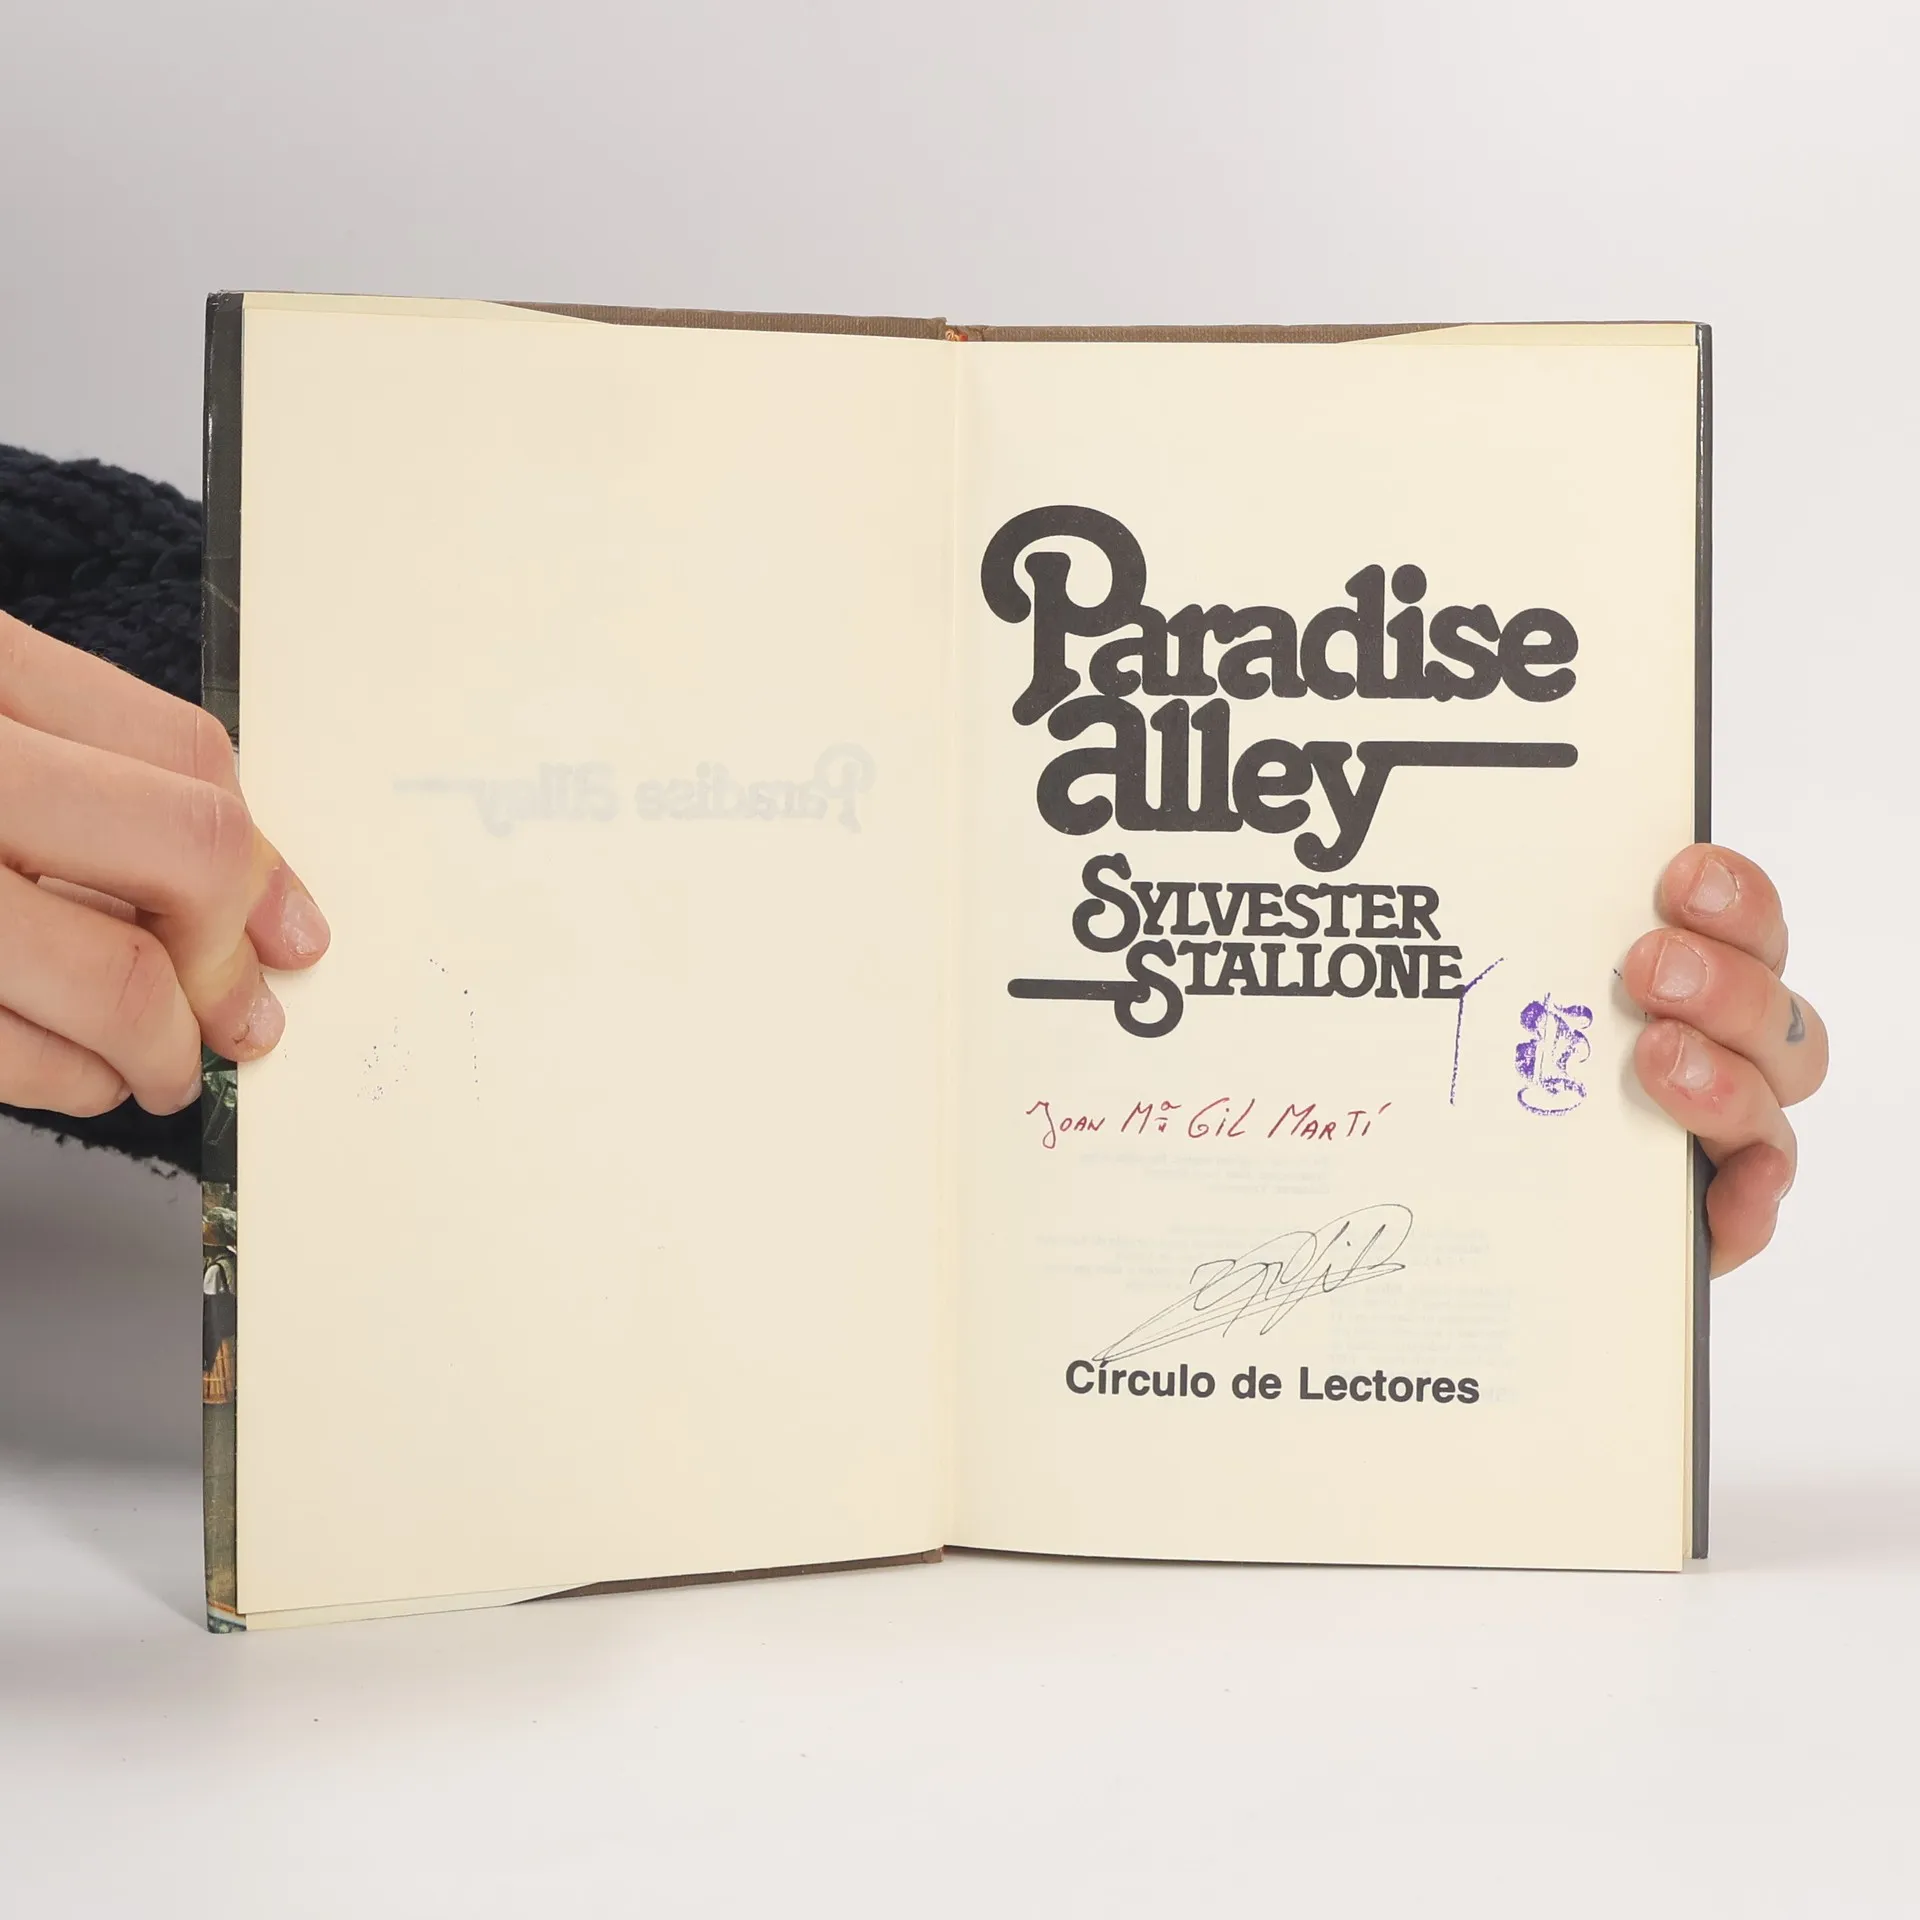 Paradise
alley
SYLVESTER
STALLONE
JOAN Mª GIL MARTÍ
Círculo de Lectores